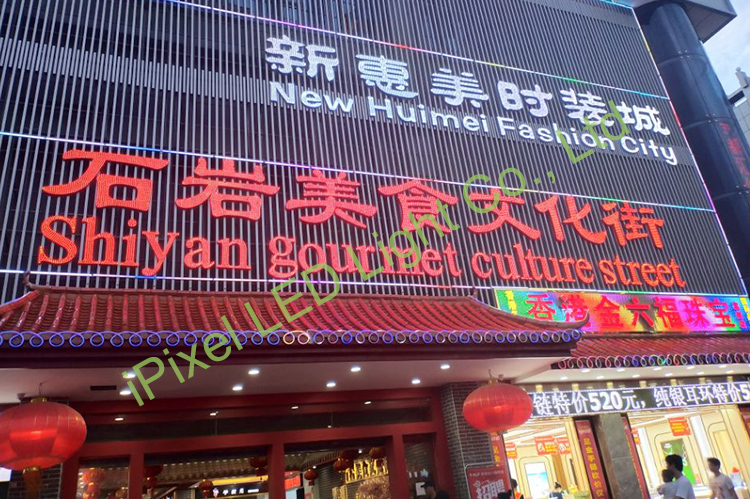 新惠美时装城
New Huimei Fashion City
石岩美食文化街
Shiyan gourmet culture street
香港金六福珠宝
链特价520元,纯银耳环特价
iPixel LED Light Co., Ltd